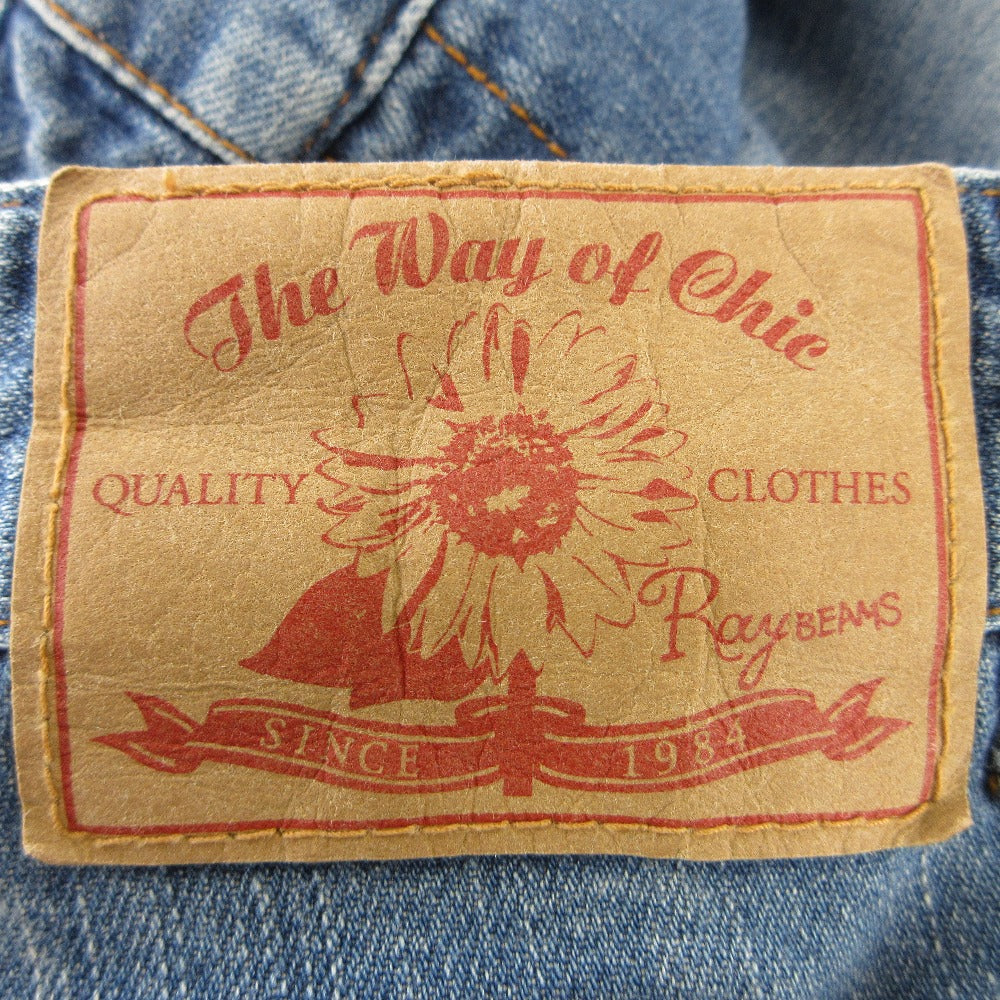 The Way of Chic
QUALITY CLOTHES
Ray BEAMS
SINCE 1984